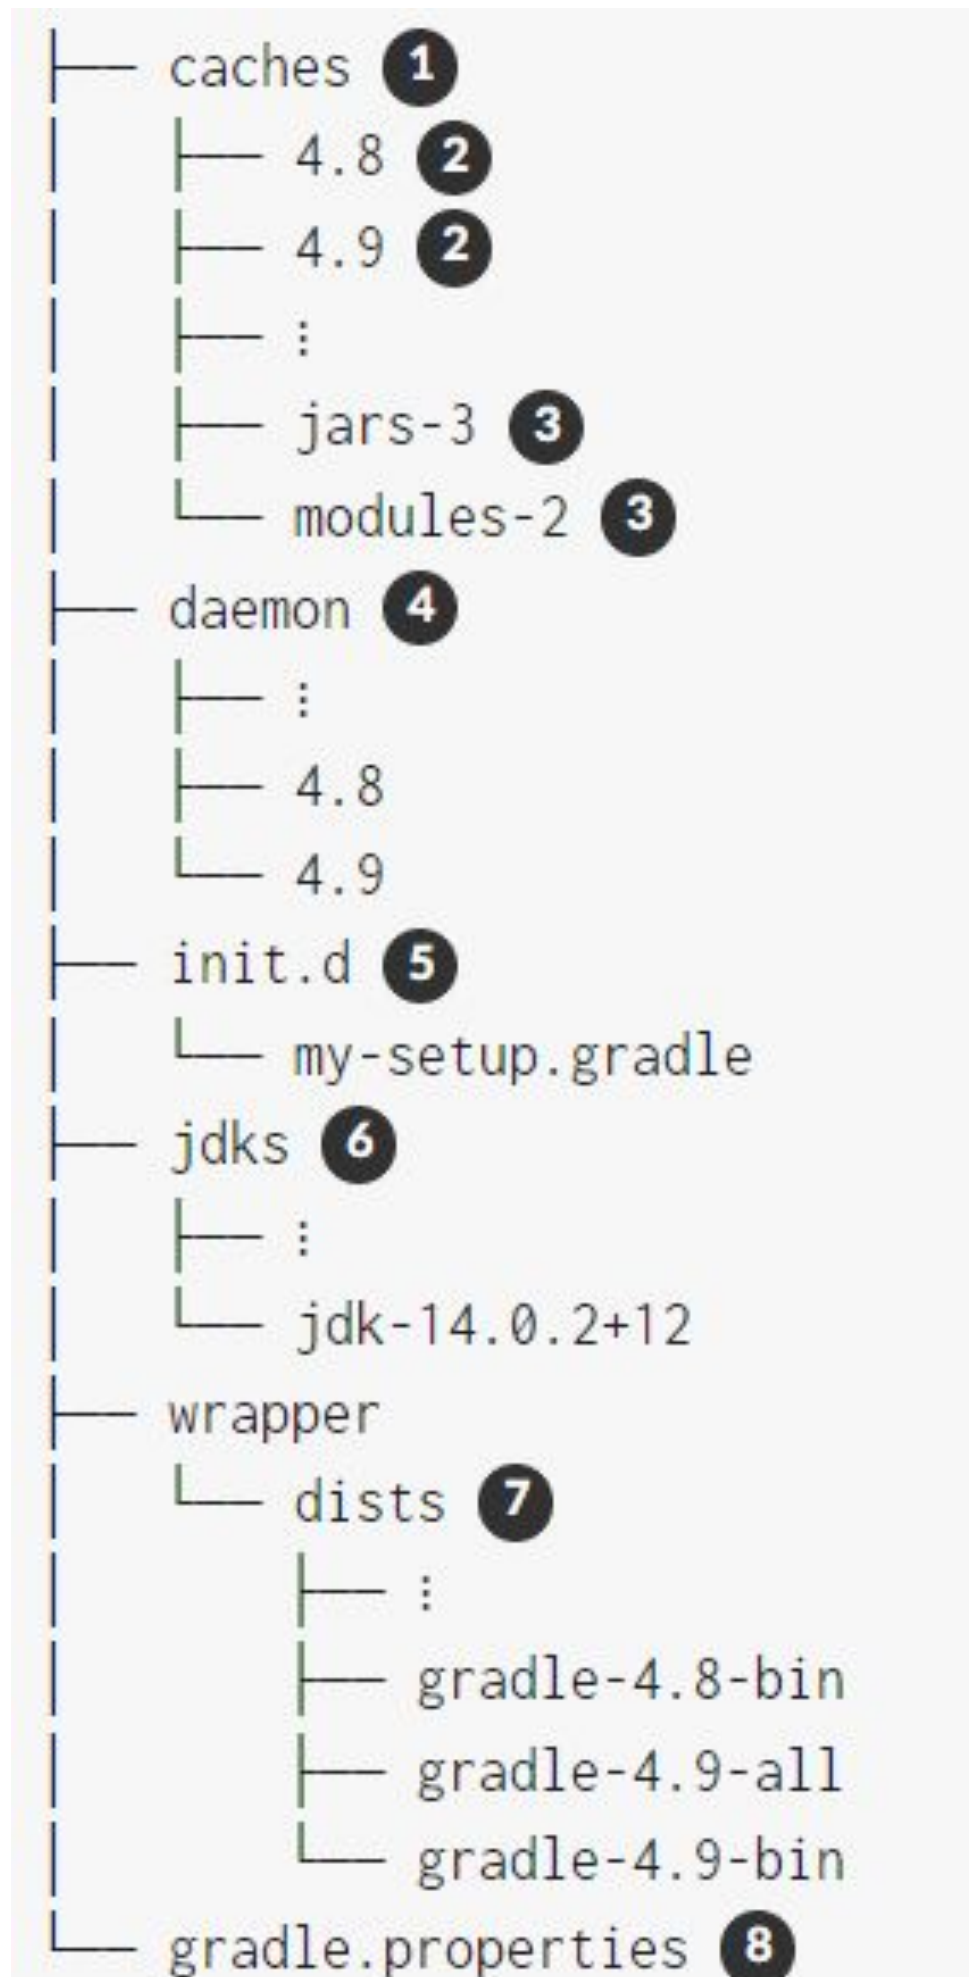 ├── caches 1
│   ├── 4.8 2
│   ├── 4.9 2
│   ├── ⋮
│   ├── jars-3 3
│   └── modules-2 3
├── daemon 4
│   ├── ⋮
│   ├── 4.8
│   └── 4.9
├── init.d 5
│   └── my-setup.gradle
├── jdks 6
│   ├── ⋮
│   └── jdk-14.0.2+12
├── wrapper
│   └── dists 7
│       ├── ⋮
│       ├── gradle-4.8-bin
│       ├── gradle-4.9-all
│       └── gradle-4.9-bin
└── gradle.properties 8